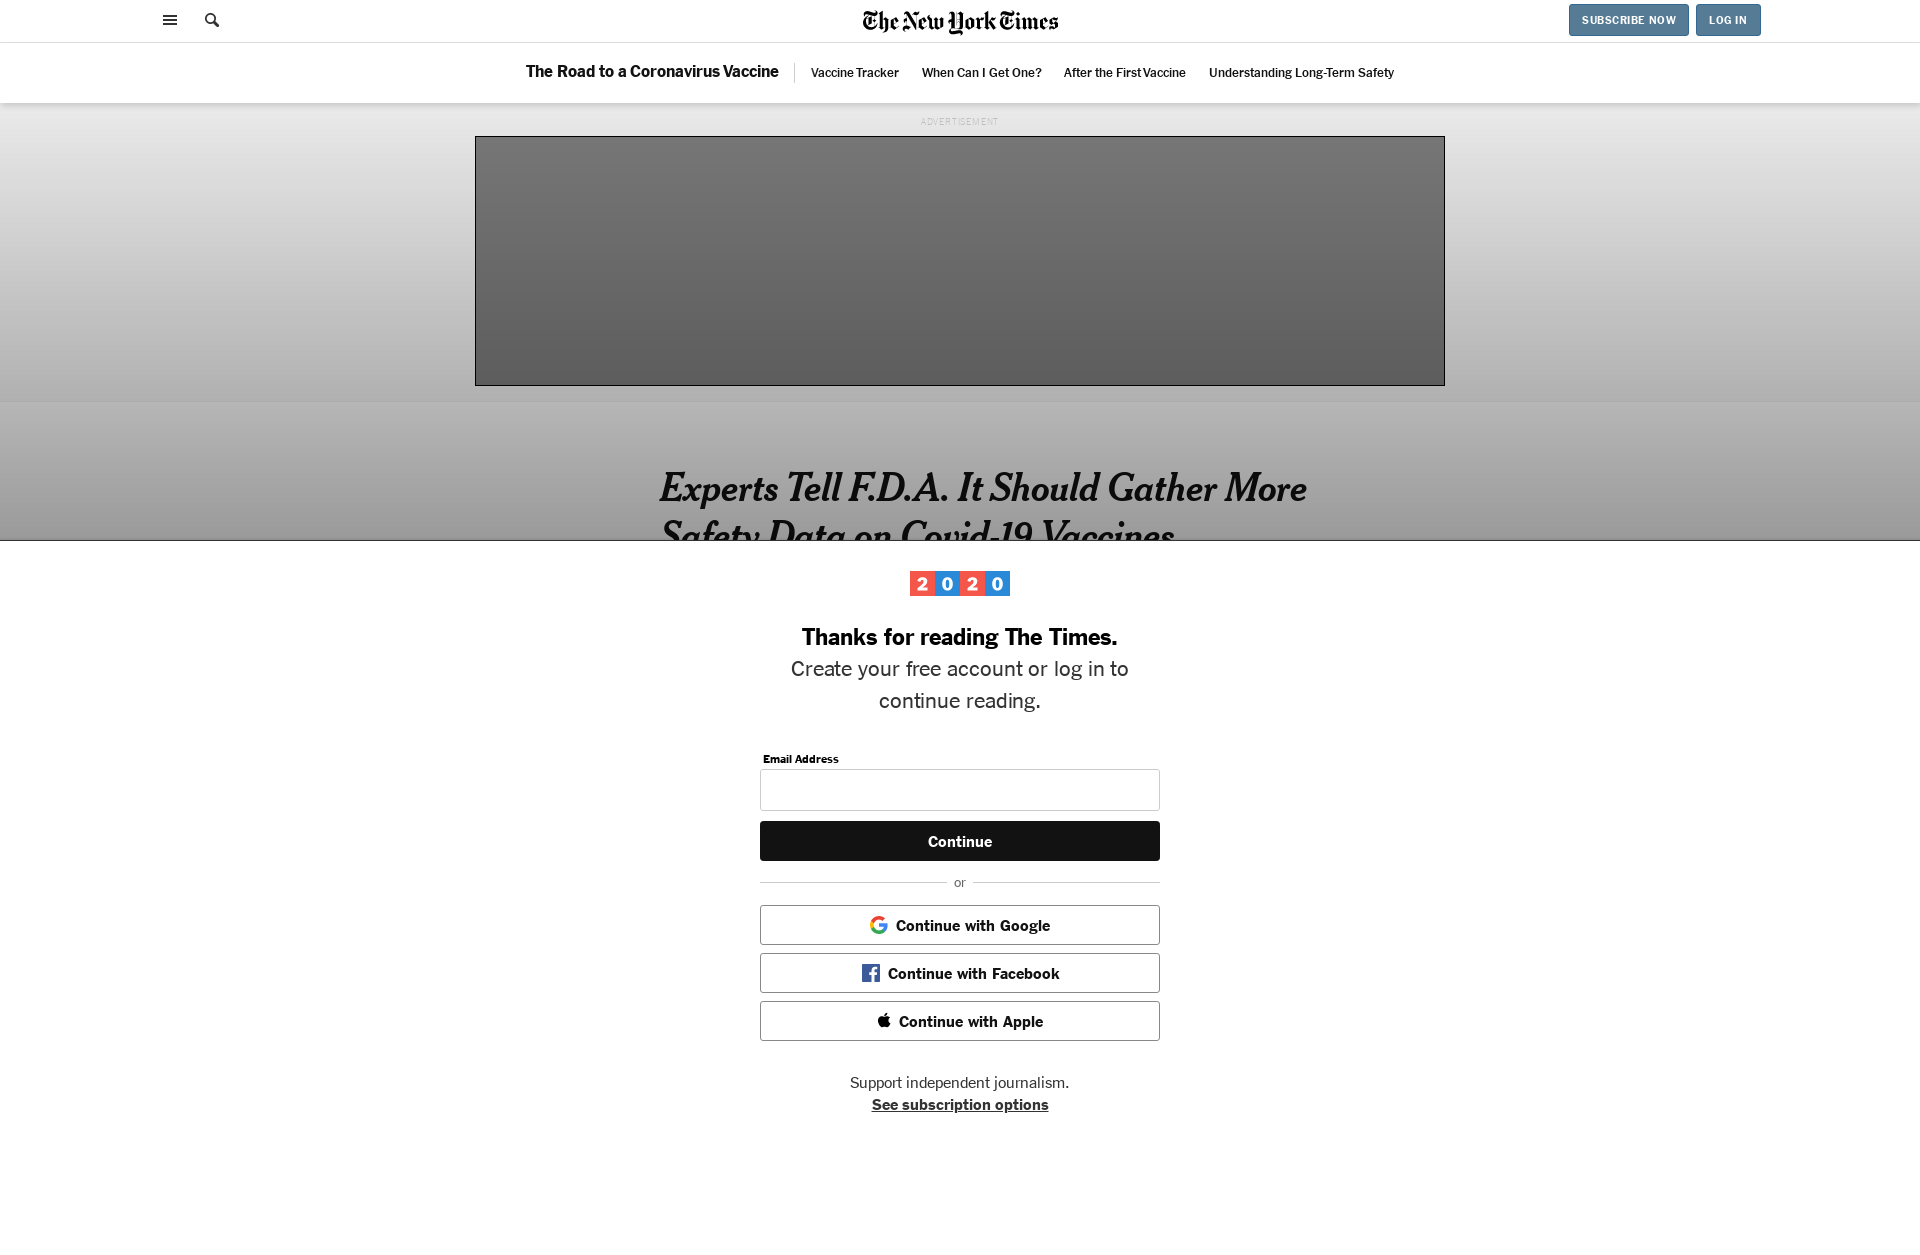 The New York Times
SUBSCRIBE NOW
LOG IN
The Road to a Coronavirus Vaccine
Vaccine Tracker
When Can I Get One?
After the First Vaccine
Understanding Long-Term Safety
ADVERTISEMENT
Experts Tell F.D.A. It Should Gather More
Safety Data on Covid-19 Vaccines
2020
Thanks for reading The Times.
Create your free account or log in to
continue reading.
Email Address
Continue
or
Continue with Google
Continue with Facebook
Continue with Apple
Support independent journalism.
See subscription options